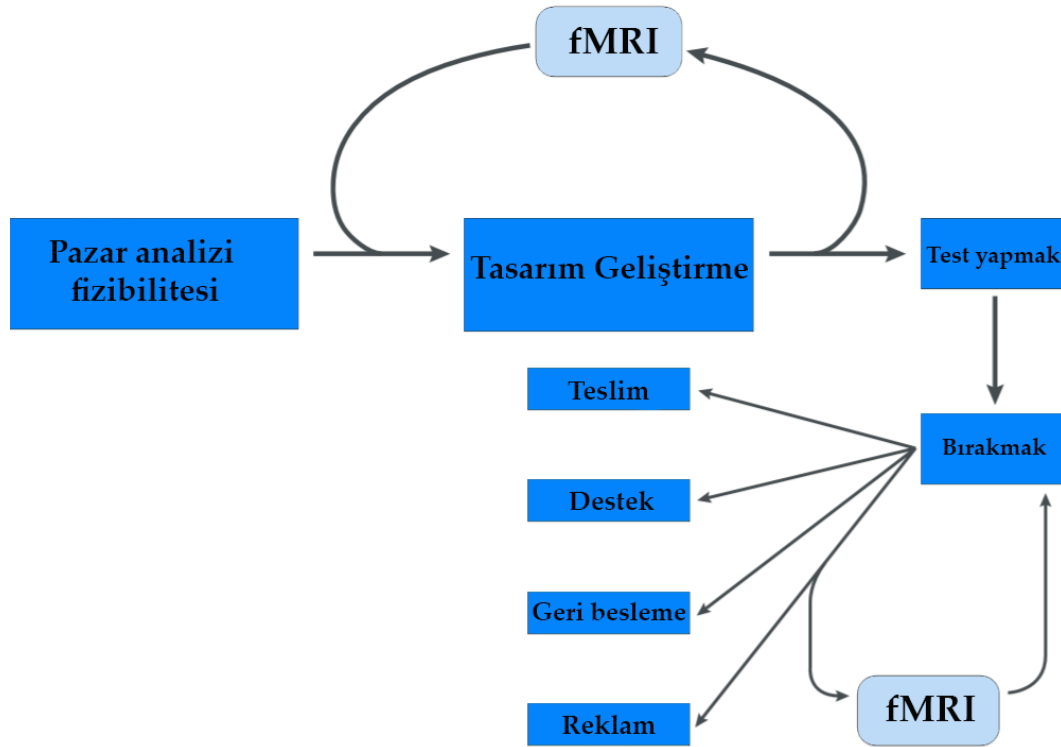 fMRI
Pazar analizi
fizibilitesi
Tasarım Geliştirme
Test yapmak
Teslim
Bırakmak
Destek
Geri besleme
fMRI
Reklam